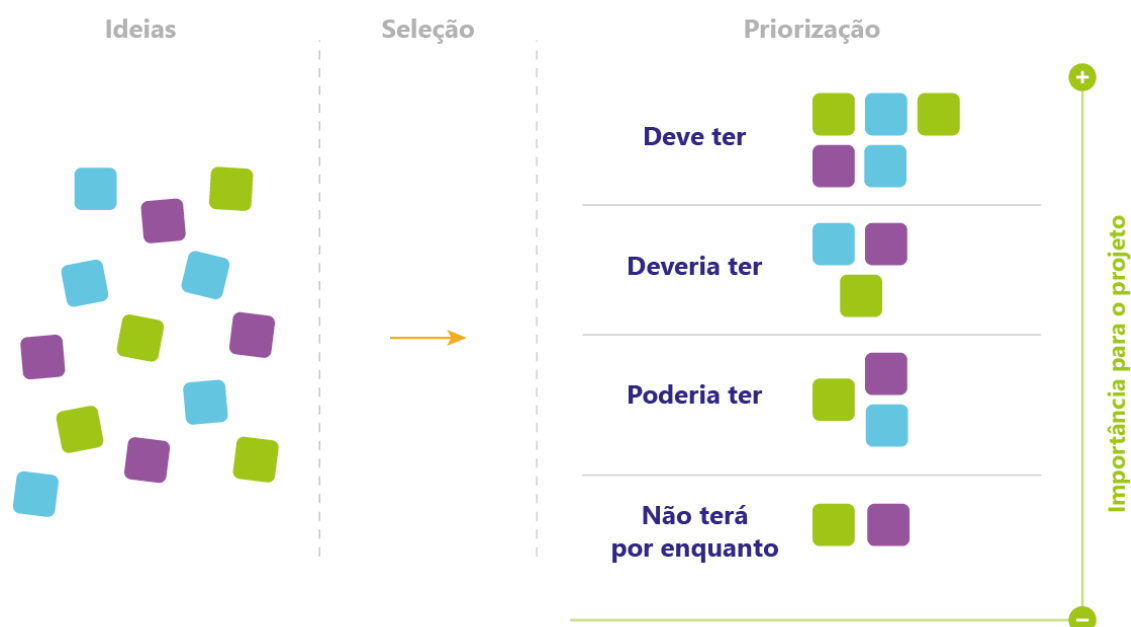 Ideias
Seleção
Priorização
Deve ter
Deveria ter
Poderia ter
Não terá
por enquanto
+
Importância para o projeto
−